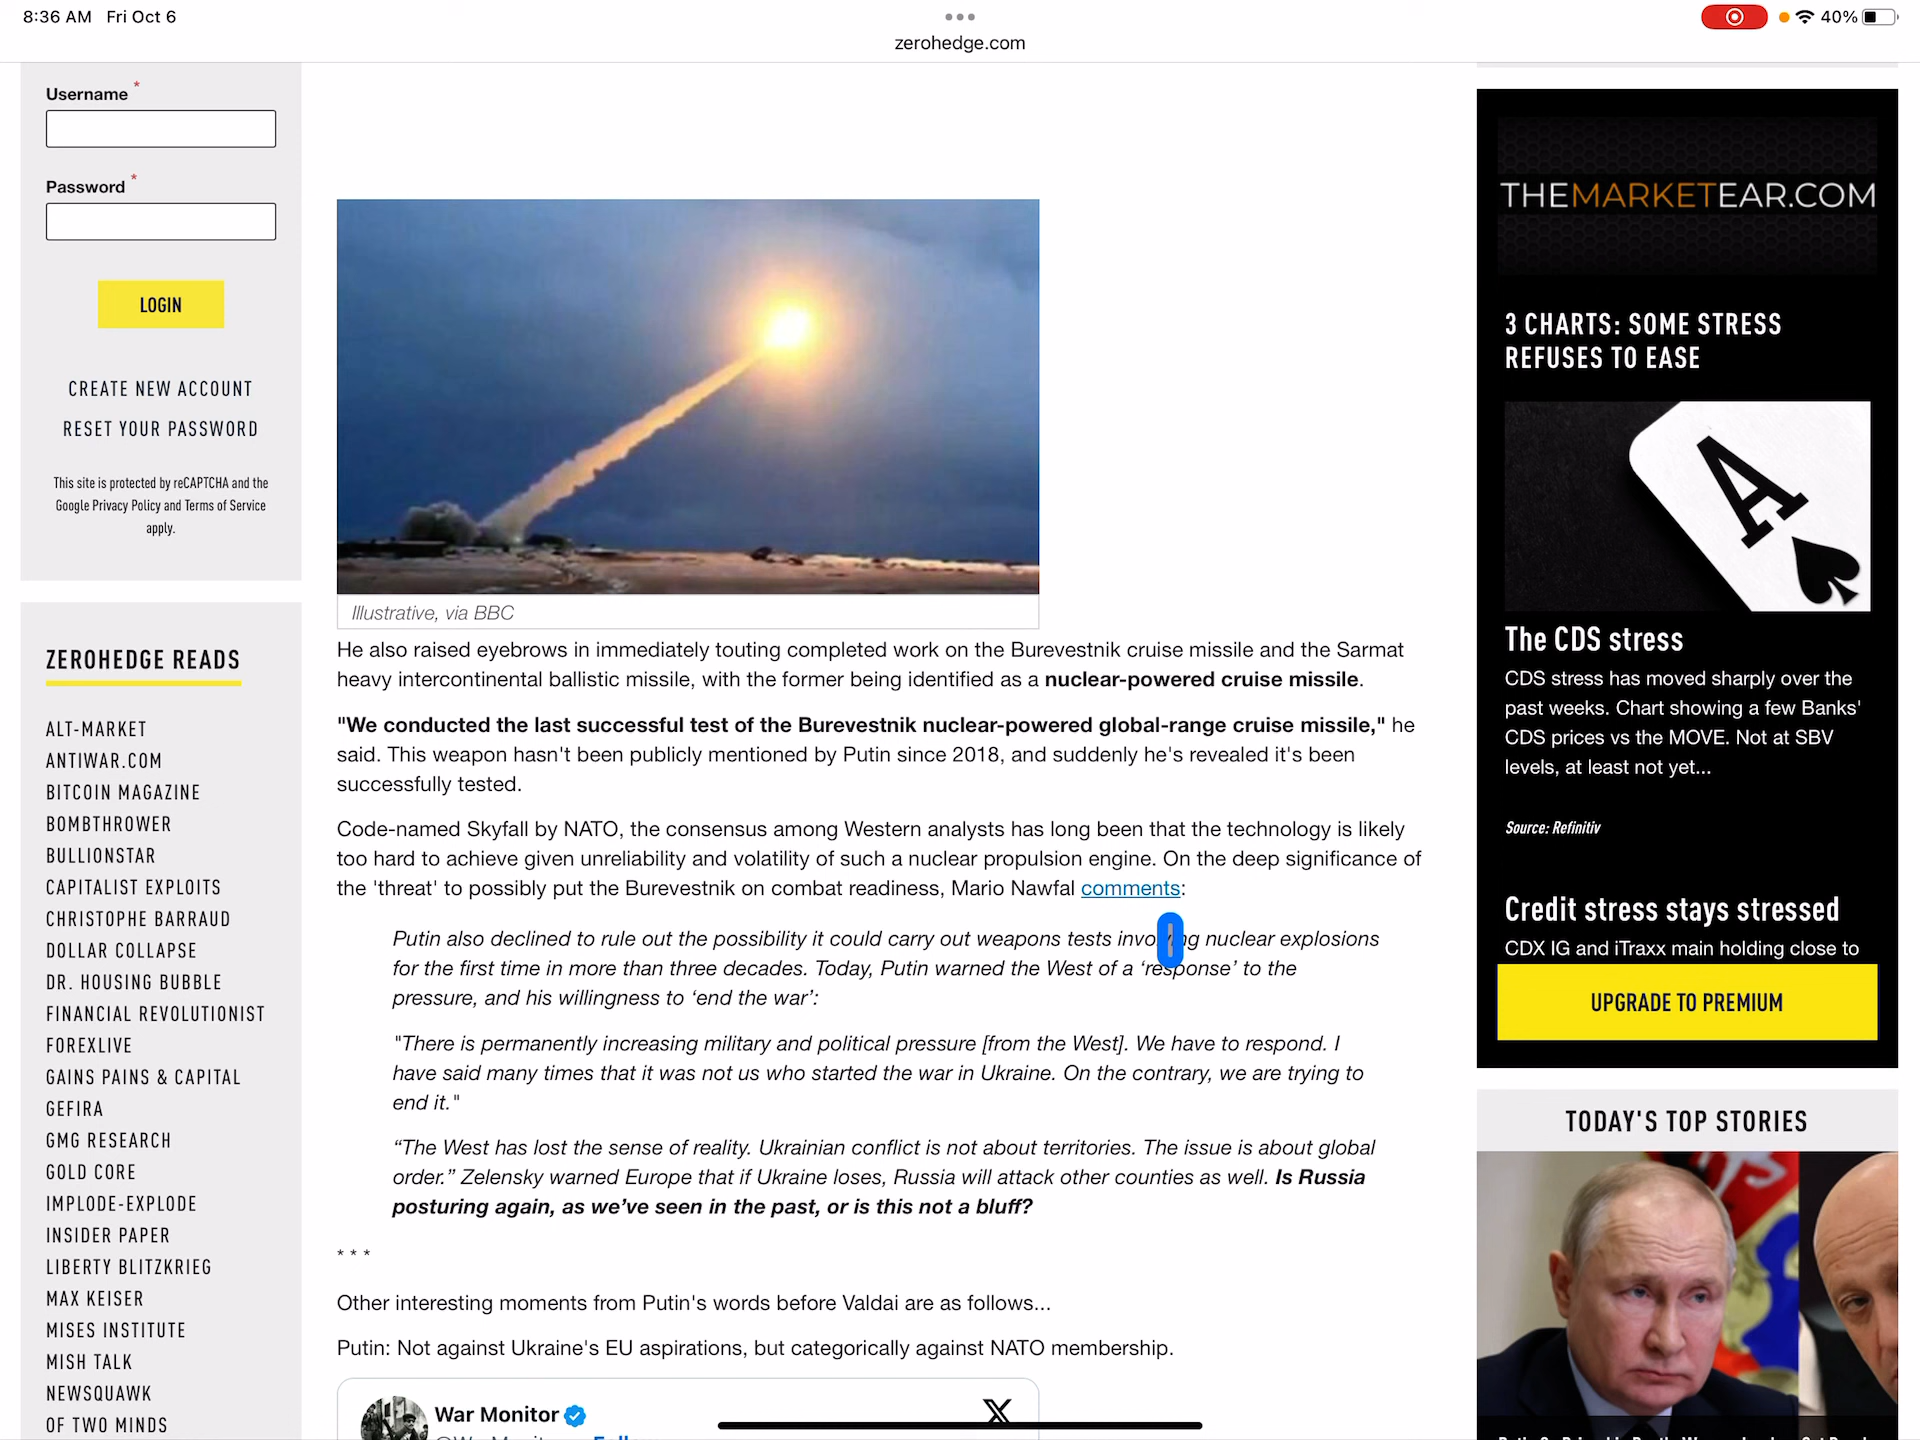 8:36 AM Fri Oct 6
40%
zerohedge.com
Username *
Password *
LOGIN
CREATE NEW ACCOUNT
RESET YOUR PASSWORD
This site is protected by reCAPTCHA and the
Google Privacy Policy and Terms of Service
apply.
ZEROHEDGE READS
ALT-MARKET
ANTIWAR.COM
BITCOIN MAGAZINE
BOMBTHROWER
BULLIONSTAR
CAPITALIST EXPLOITS
CHRISTOPHE BARRAUD
DOLLAR COLLAPSE
DR. HOUSING BUBBLE
FINANCIAL REVOLUTIONIST
FOREXLIVE
GAINS PAINS & CAPITAL
GEFIRA
GMG RESEARCH
GOLD CORE
IMPLODE-EXPLODE
INSIDER PAPER
LIBERTY BLITZKRIEG
MAX KEISER
MISES INSTITUTE
MISH TALK
NEWSQUAWK
OF TWO MINDS
Illustrative, via BBC
He also raised eyebrows in immediately touting completed work on the Burevestnik cruise missile and the Sarmat
heavy intercontinental ballistic missile, with the former being identified as a nuclear-powered cruise missile.
"We conducted the last successful test of the Burevestnik nuclear-powered global-range cruise missile," he
said. This weapon hasn't been publicly mentioned by Putin since 2018, and suddenly he's revealed it's been
successfully tested.
Code-named Skyfall by NATO, the consensus among Western analysts has long been that the technology is likely
too hard to achieve given unreliability and volatility of such a nuclear propulsion engine. On the deep significance of
the 'threat' to possibly put the Burevestnik on combat readiness, Mario Nawfal comments:
Putin also declined to rule out the possibility it could carry out weapons tests involving nuclear explosions
for the first time in more than three decades. Today, Putin warned the West of a ‘response’ to the
pressure, and his willingness to ‘end the war’:
"There is permanently increasing military and political pressure [from the West]. We have to respond. I
have said many times that it was not us who started the war in Ukraine. On the contrary, we are trying to
end it."
“The West has lost the sense of reality. Ukrainian conflict is not about territories. The issue is about global
order.” Zelensky warned Europe that if Ukraine loses, Russia will attack other counties as well. Is Russia
posturing again, as we’ve seen in the past, or is this not a bluff?
* * *
Other interesting moments from Putin's words before Valdai are as follows...
Putin: Not against Ukraine's EU aspirations, but categorically against NATO membership.
War Monitor
THEMARKETEAR.COM
3 CHARTS: SOME STRESS
REFUSES TO EASE
A
The CDS stress
CDS stress has moved sharply over the
past weeks. Chart showing a few Banks'
CDS prices vs the MOVE. Not at SBV
levels, at least not yet...
Source: Refinitiv
Credit stress stays stressed
CDX IG and iTraxx main holding close to
UPGRADE TO PREMIUM
TODAY'S TOP STORIES